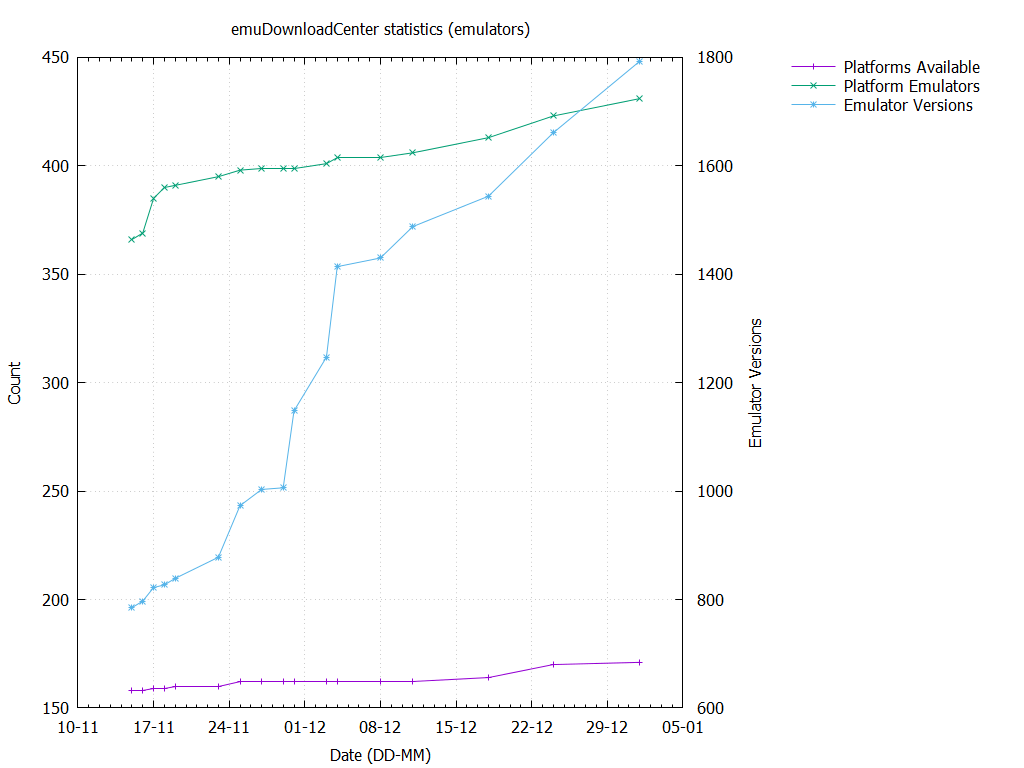 emuDownloadCenter statistics (emulators)
Platforms Available
Platform Emulators
Emulator Versions
450
400
350
300
250
200
150
Count
1800
1600
1400
1200
1000
800
600
Emulator Versions
10-11 17-11 24-11 01-12 08-12 15-12 22-12 29-12 05-01
Date (DD-MM)